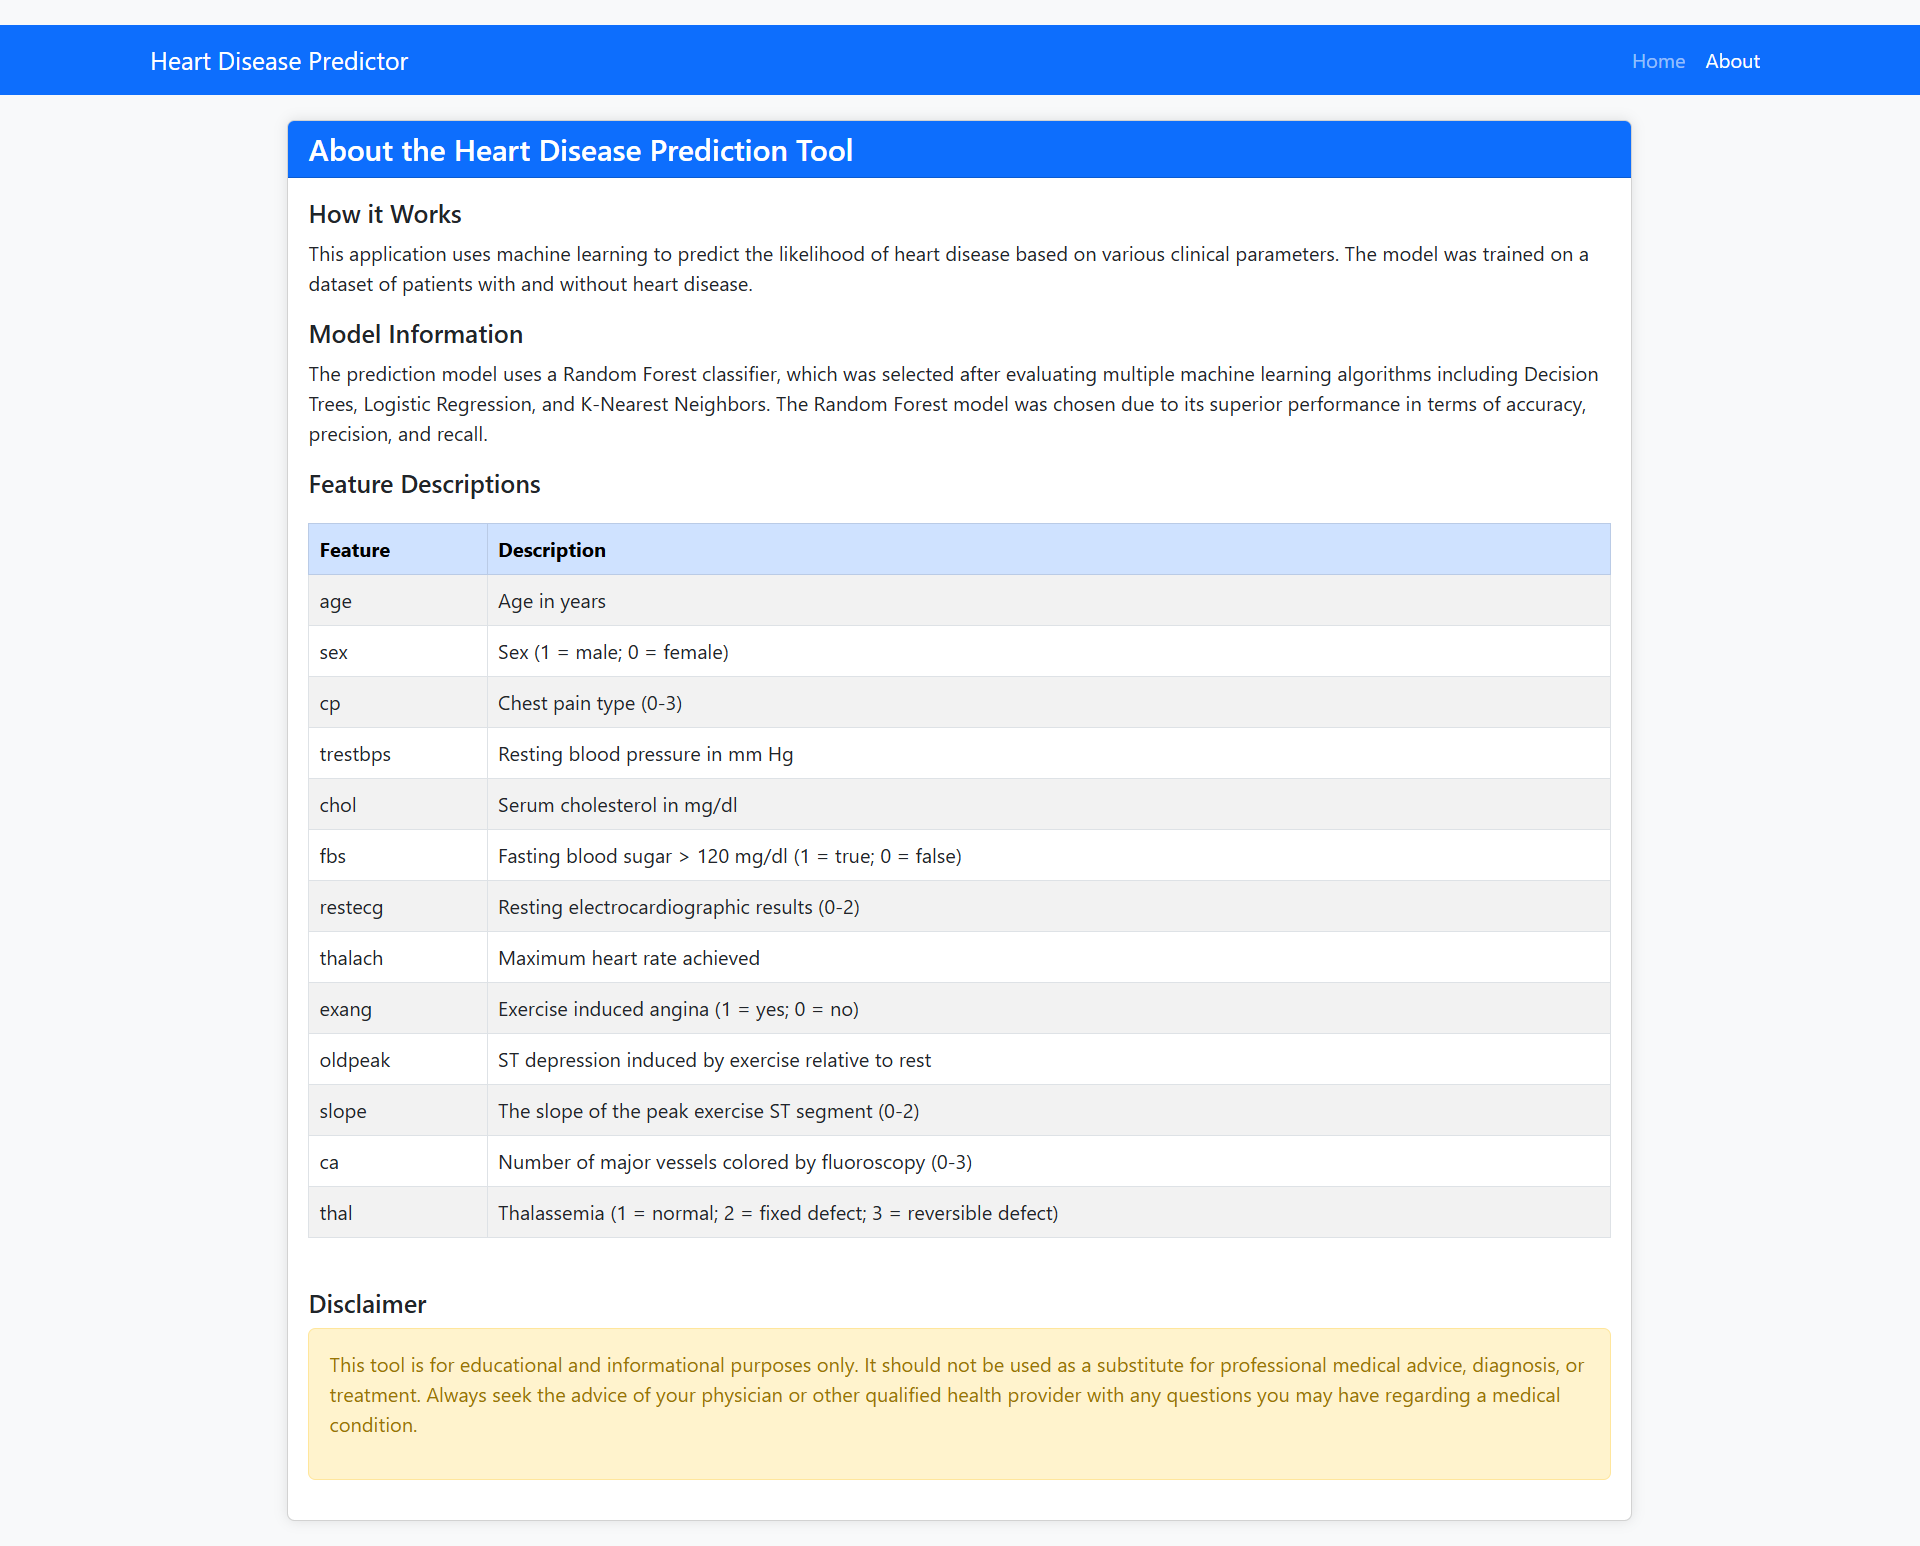 Heart Disease Predictor
Home About
About the Heart Disease Prediction Tool
How it Works
This application uses machine learning to predict the likelihood of heart disease based on various clinical parameters. The model was trained on a
dataset of patients with and without heart disease.
Model Information
The prediction model uses a Random Forest classifier, which was selected after evaluating multiple machine learning algorithms including Decision
Trees, Logistic Regression, and K-Nearest Neighbors. The Random Forest model was chosen due to its superior performance in terms of accuracy,
precision, and recall.
Feature Descriptions
Feature Description
age Age in years
sex Sex (1 = male; 0 = female)
cp Chest pain type (0-3)
trestbps Resting blood pressure in mm Hg
chol Serum cholesterol in mg/dl
fbs Fasting blood sugar > 120 mg/dl (1 = true; 0 = false)
restecg Resting electrocardiographic results (0-2)
thalach Maximum heart rate achieved
exang Exercise induced angina (1 = yes; 0 = no)
oldpeak ST depression induced by exercise relative to rest
slope The slope of the peak exercise ST segment (0-2)
ca Number of major vessels colored by fluoroscopy (0-3)
thal Thalassemia (1 = normal; 2 = fixed defect; 3 = reversible defect)
Disclaimer
This tool is for educational and informational purposes only. It should not be used as a substitute for professional medical advice, diagnosis, or
treatment. Always seek the advice of your physician or other qualified health provider with any questions you may have regarding a medical
condition.